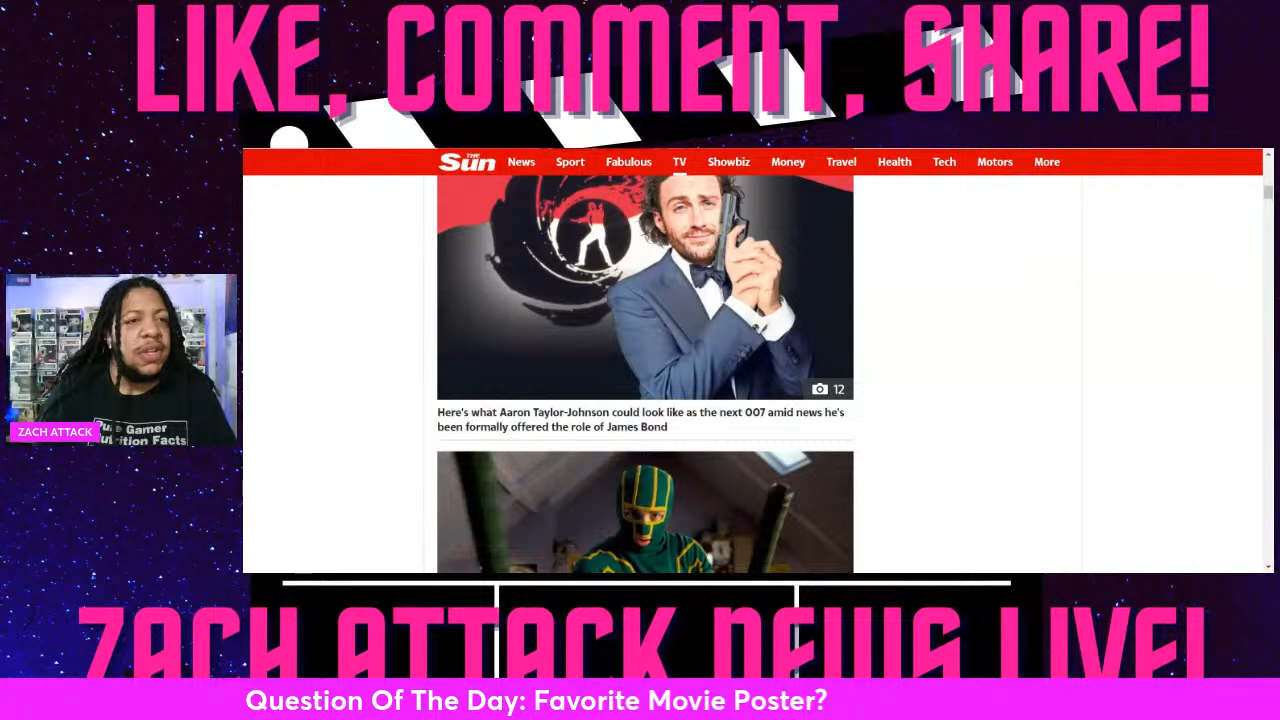 LIKE, COMMENT, SHARE!
THE Sun News Sport Fabulous TV Showbiz Money Travel Health Tech Motors More
12
Here's what Aaron Taylor-Johnson could look like as the next 007 amid news he's
been formally offered the role of James Bond
Gamer
Facts
ZACH ATTACK
ZACH ATTACK NEWS LIVE!
Question Of The Day: Favorite Movie Poster?